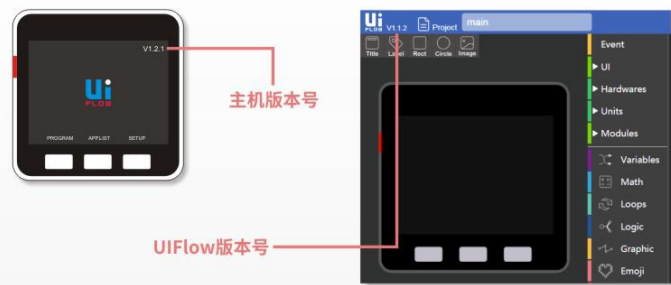 V1.2.1
Ui
FLOW
PROGRAM APPLIST SETUP
主机版本号
UIFlow版本号
Ui
FLOW
V1.1.2
Project
main
Title Label Rect Circle Image
Event
UI
Hardwares
Units
Modules
Variables
Math
Loops
Logic
Graphic
Emoji